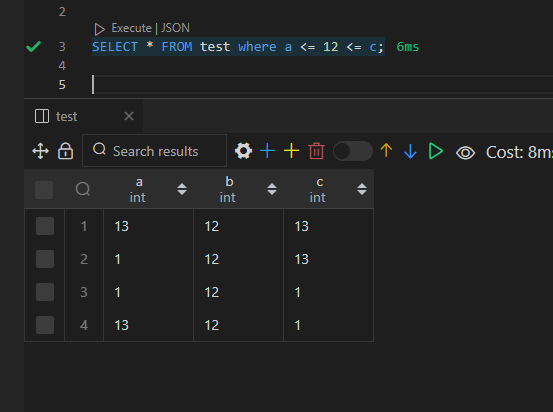 2
Execute | JSON
3 SELECT * FROM test where a <= 12 <= c; 6ms
4
5
test
Search results Cost: 8ms
a b c
int int int
1 13 12 13
2 1 12 13
3 1 12 1
4 13 12 1